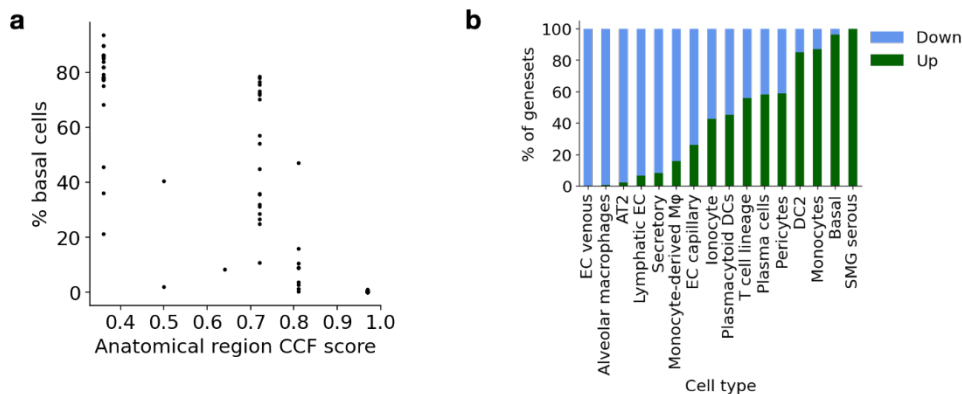 a
% basal cells
80
60
40
20
0
0.4 0.5 0.6 0.7 0.8 0.9 1.0
Anatomical region CCF score
b
% of genesets
100
80
60
40
20
0
Down
Up
EC venous
Alveolar macrophages
AT2
Lymphatic EC
Secretory
Monocyte-derived Mφ
EC capillary
Ionocyte
Plasmacytoid DCs
T cell lineage
Plasma cells
Pericytes
DC2
Monocytes
Basal
SMG serous
Cell type